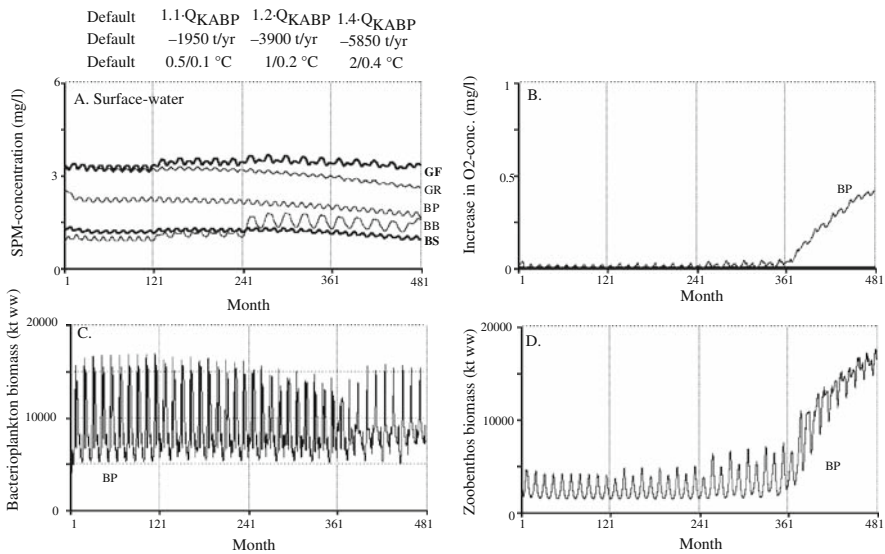 Default 1.1·QKABP 1.2·QKABP 1.4·QKABP
Default –1950 t/yr –3900 t/yr –5850 t/yr
Default 0.5/0.1 °C 1/0.2 °C 2/0.4 °C
A. Surface-water
SPM-concentration (mg/l)
6
3
0
GF
GR
BP
BB
BS
1 121 241 361 481
Month
B.
Increase in O2-conc. (mg/l)
1
0.5
0
BP
1 121 241 361 481
Month
C.
Bacterioplankton biomass (kt ww)
20000
10000
0
BP
1 121 241 361 481
Month
D.
Zoobenthos biomass (kt ww)
20000
10000
0
BP
1 121 241 361 481
Month